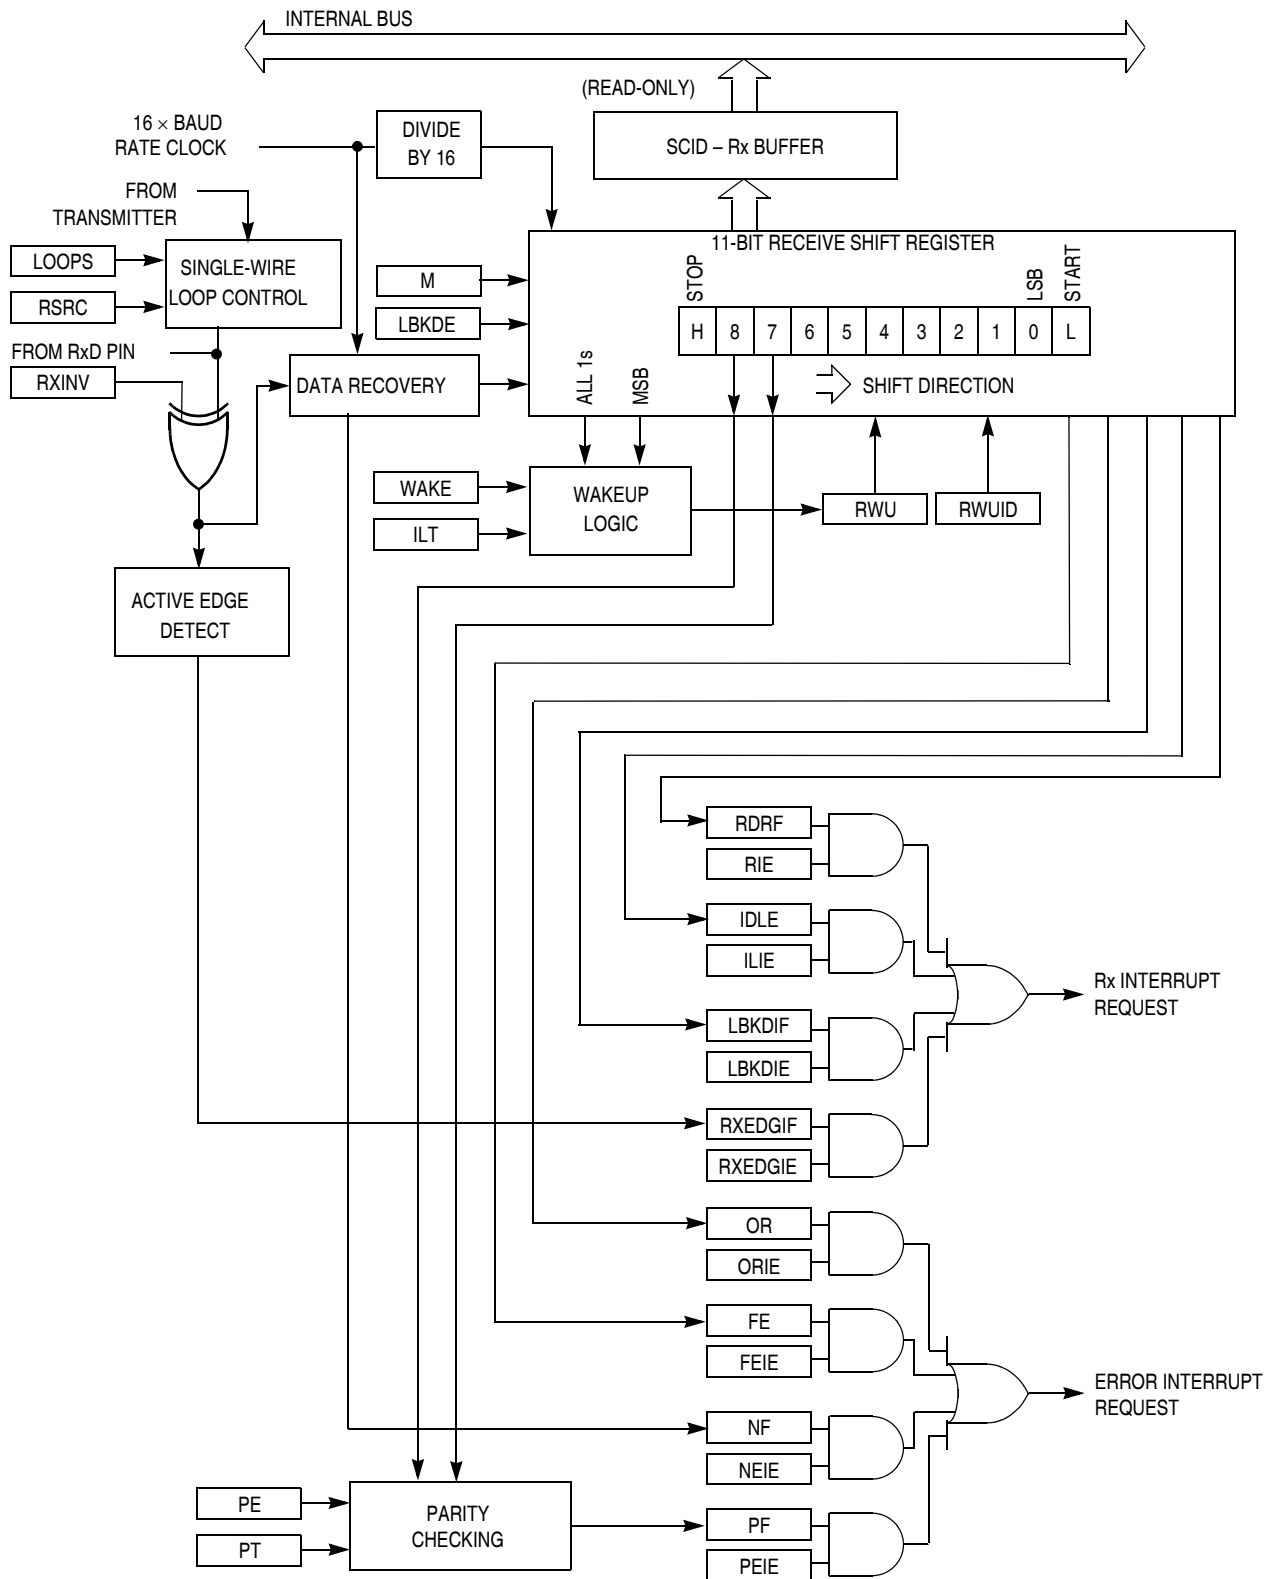 INTERNAL BUS
(READ-ONLY)
16 × BAUD
RATE CLOCK
DIVIDE
BY 16
SCID – Rx BUFFER
FROM
TRANSMITTER
LOOPS
RSRC
SINGLE-WIRE
LOOP CONTROL
11-BIT RECEIVE SHIFT REGISTER
M
LBKDE
STOP
LSB
START
H 8 7 6 5 4 3 2 1 0 L
FROM RxD PIN
RXINV
DATA RECOVERY
ALL 1s
MSB
SHIFT DIRECTION
WAKE
ILT
WAKEUP
LOGIC
RWU
RWUID
ACTIVE EDGE
DETECT
RDRF
RIE
IDLE
ILIE
Rx INTERRUPT
REQUEST
LBKDIF
LBKDIE
RXEDGIF
RXEDGIE
OR
ORIE
FE
FEIE
ERROR INTERRUPT
REQUEST
NF
NEIE
PE
PT
PARITY
CHECKING
PF
PEIE